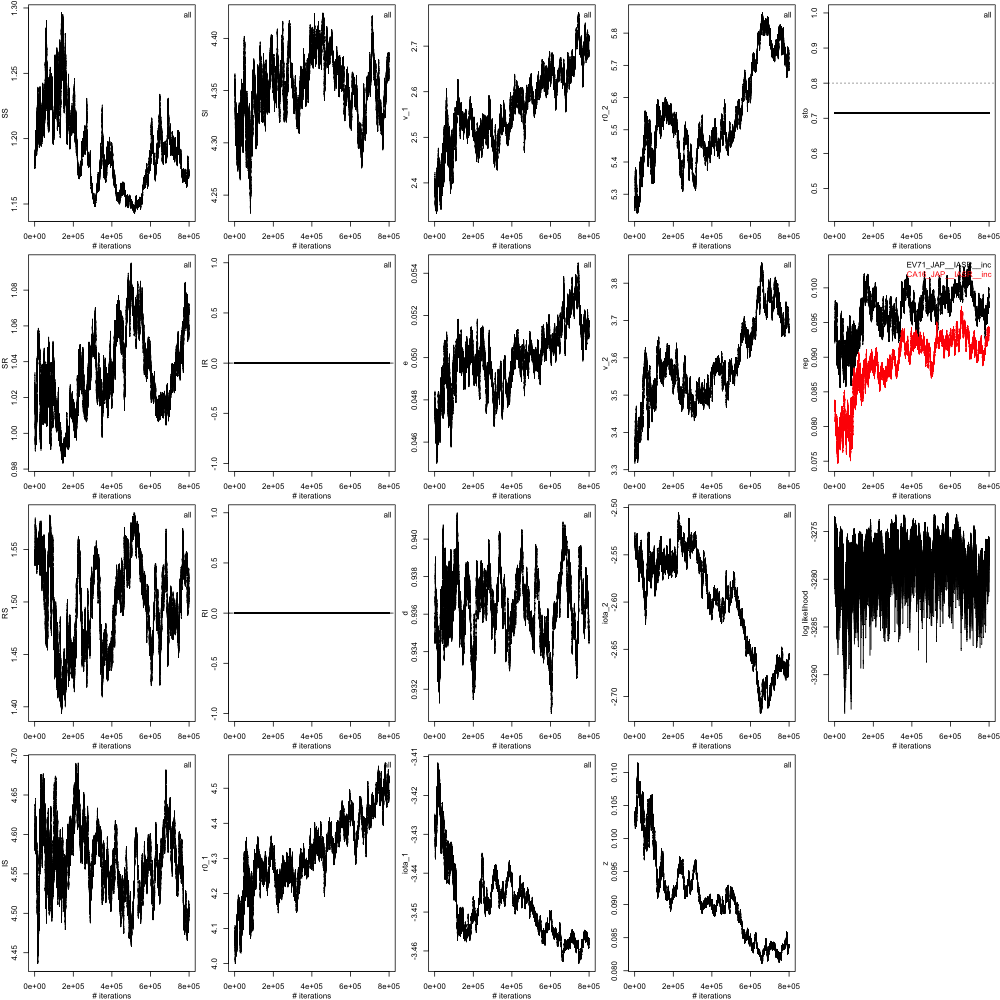 SS
1.15 1.20 1.25 1.30
all
0e+00 2e+05 4e+05 6e+05 8e+05
# iterations
SI
4.25 4.30 4.35 4.40
all
0e+00 2e+05 4e+05 6e+05 8e+05
# iterations
v_1
2.4 2.5 2.6 2.7
all
0e+00 2e+05 4e+05 6e+05 8e+05
# iterations
r0_2
5.3 5.4 5.5 5.6 5.7 5.8
all
0e+00 2e+05 4e+05 6e+05 8e+05
# iterations
sto
0.5 0.6 0.7 0.8 0.9 1.0
all
0e+00 2e+05 4e+05 6e+05 8e+05
# iterations
SR
0.98 1.00 1.02 1.04 1.06 1.08
all
0e+00 2e+05 4e+05 6e+05 8e+05
# iterations
IR
-1.0 -0.5 0.0 0.5 1.0
all
0e+00 2e+05 4e+05 6e+05 8e+05
# iterations
e
0.046 0.048 0.050 0.052 0.054
all
0e+00 2e+05 4e+05 6e+05 8e+05
# iterations
v_2
3.3 3.4 3.5 3.6 3.7 3.8
all
0e+00 2e+05 4e+05 6e+05 8e+05
# iterations
rep
0.075 0.080 0.085 0.090 0.095 0.100
EV71_JAP__IASR__inc
CA16_JAP__IASR__inc
0e+00 2e+05 4e+05 6e+05 8e+05
# iterations
RS
1.40 1.45 1.50 1.55
all
0e+00 2e+05 4e+05 6e+05 8e+05
# iterations
RI
-1.0 -0.5 0.0 0.5 1.0
all
0e+00 2e+05 4e+05 6e+05 8e+05
# iterations
d
0.932 0.934 0.936 0.938 0.940
all
0e+00 2e+05 4e+05 6e+05 8e+05
# iterations
iota_2
-2.70 -2.65 -2.60 -2.55 -2.50
all
0e+00 2e+05 4e+05 6e+05 8e+05
# iterations
log likelihood
-3290 -3285 -3280 -3275
0e+00 2e+05 4e+05 6e+05 8e+05
# iterations
IS
4.45 4.50 4.55 4.60 4.65 4.70
all
0e+00 2e+05 4e+05 6e+05 8e+05
# iterations
r0_1
4.0 4.1 4.2 4.3 4.4 4.5
all
0e+00 2e+05 4e+05 6e+05 8e+05
# iterations
iota_1
-3.46 -3.45 -3.44 -3.43 -3.42 -3.41
all
0e+00 2e+05 4e+05 6e+05 8e+05
# iterations
z
0.080 0.085 0.090 0.095 0.100 0.105 0.110
all
0e+00 2e+05 4e+05 6e+05 8e+05
# iterations